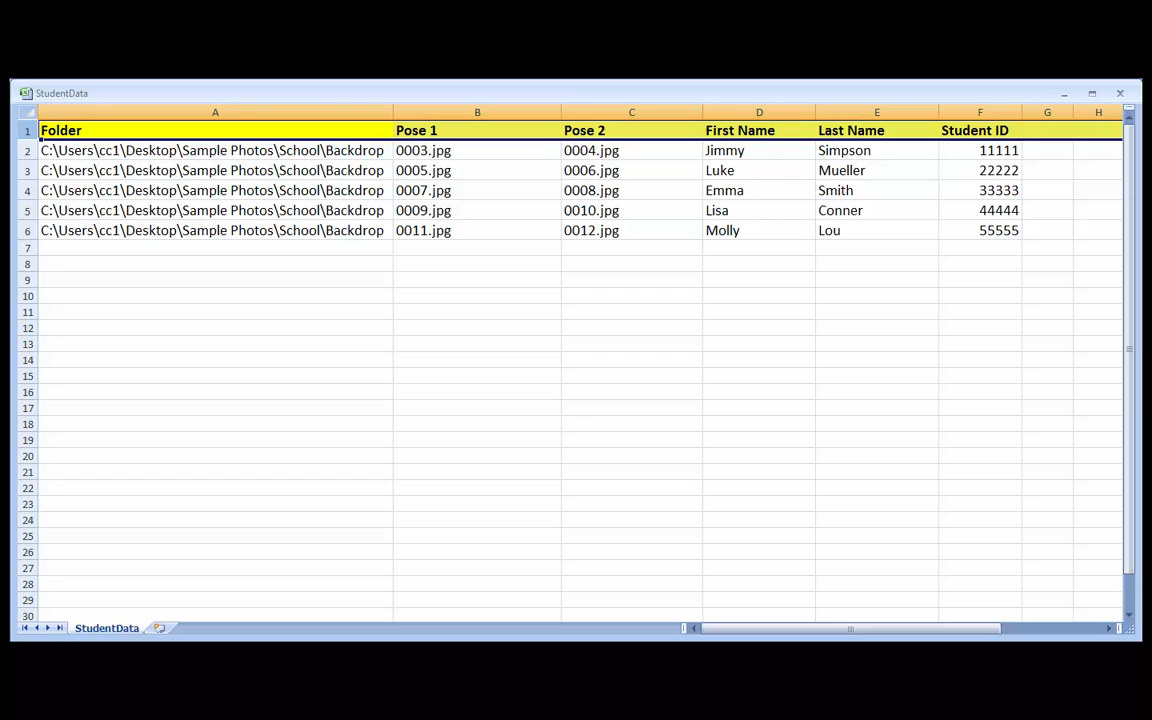 StudentData
A B C D E F G H
1 Folder Pose 1 Pose 2 First Name Last Name Student ID
2 C:\Users\cc1\Desktop\Sample Photos\School\Backdrop 0003.jpg 0004.jpg Jimmy Simpson 11111
3 C:\Users\cc1\Desktop\Sample Photos\School\Backdrop 0005.jpg 0006.jpg Luke Mueller 22222
4 C:\Users\cc1\Desktop\Sample Photos\School\Backdrop 0007.jpg 0008.jpg Emma Smith 33333
5 C:\Users\cc1\Desktop\Sample Photos\School\Backdrop 0009.jpg 0010.jpg Lisa Conner 44444
6 C:\Users\cc1\Desktop\Sample Photos\School\Backdrop 0011.jpg 0012.jpg Molly Lou 55555
7
8
9
10
11
12
13
14
15
16
17
18
19
20
21
22
23
24
25
26
27
28
29
30
StudentData